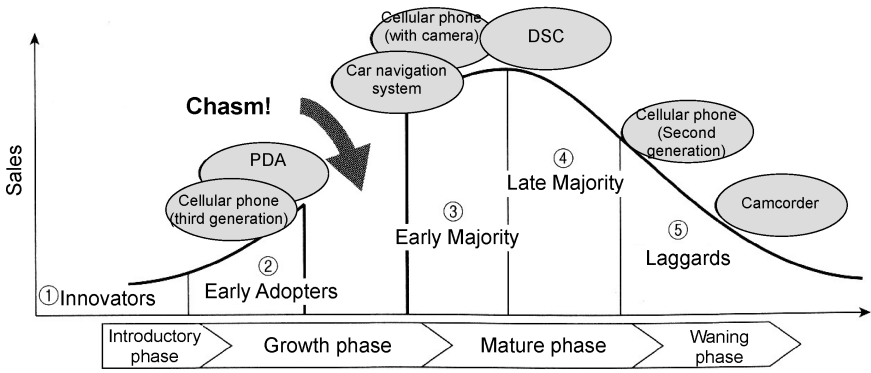 Cellular phone
(with camera)
DSC
Car navigation
system
Chasm!
Cellular phone
(Second
generation)
PDA
Cellular phone
(third generation)
Sales
④
Late Majority
③
Early Majority
Camcorder
⑤
Laggards
②
Early Adopters
①Innovators
Introductory
phase
Growth phase
Mature phase
Waning
phase